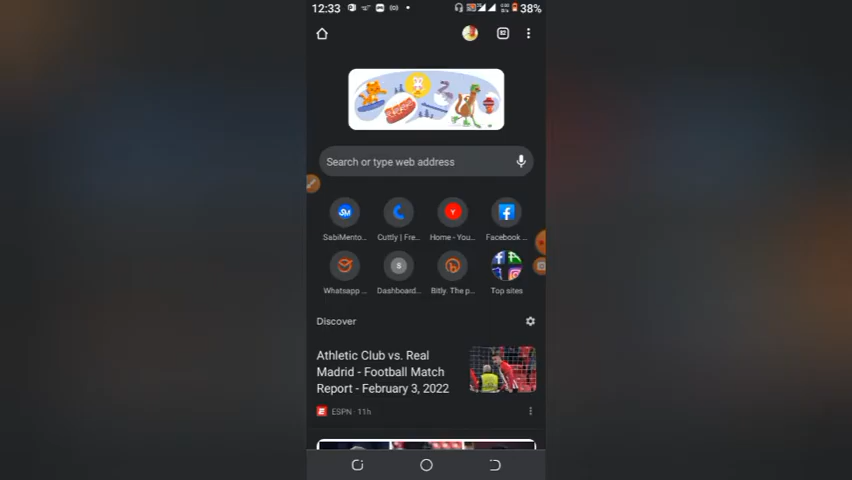 12:33
38%
Search or type web address
SabiMento...
Cuttly | Fre...
Home - You...
Facebook ...
Whatsapp ...
Dashboard...
Bitly. The p...
Top sites
Discover
Athletic Club vs. Real
Madrid - Football Match
Report - February 3, 2022
ESPN · 11h